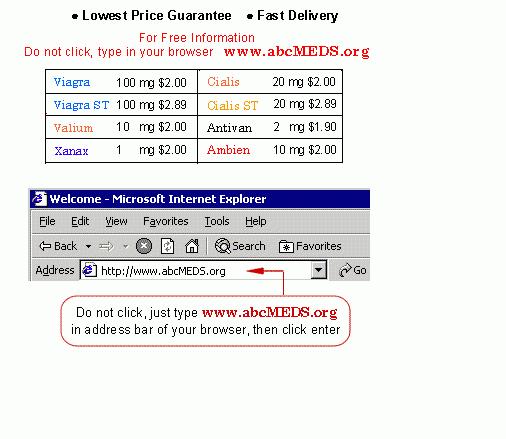 • Lowest Price Guarantee • Fast Delivery
For Free Information
Do not click, type in your browser www.abcMEDS.org
Viagra 100 mg $2.00 Cialis 20 mg $2.00
Viagra ST 100 mg $2.89 Cialis ST 20 mg $2.89
Valium 10 mg $2.00 Antivan 2 mg $1.90
Xanax 1 mg $2.00 Ambien 10 mg $2.00
Welcome - Microsoft Internet Explorer
File Edit View Favorites Tools Help
Back Search Favorites
Address http://www.abcMEDS.org Go
Do not click, just type www.abcMEDS.org
in address bar of your browser, then click enter